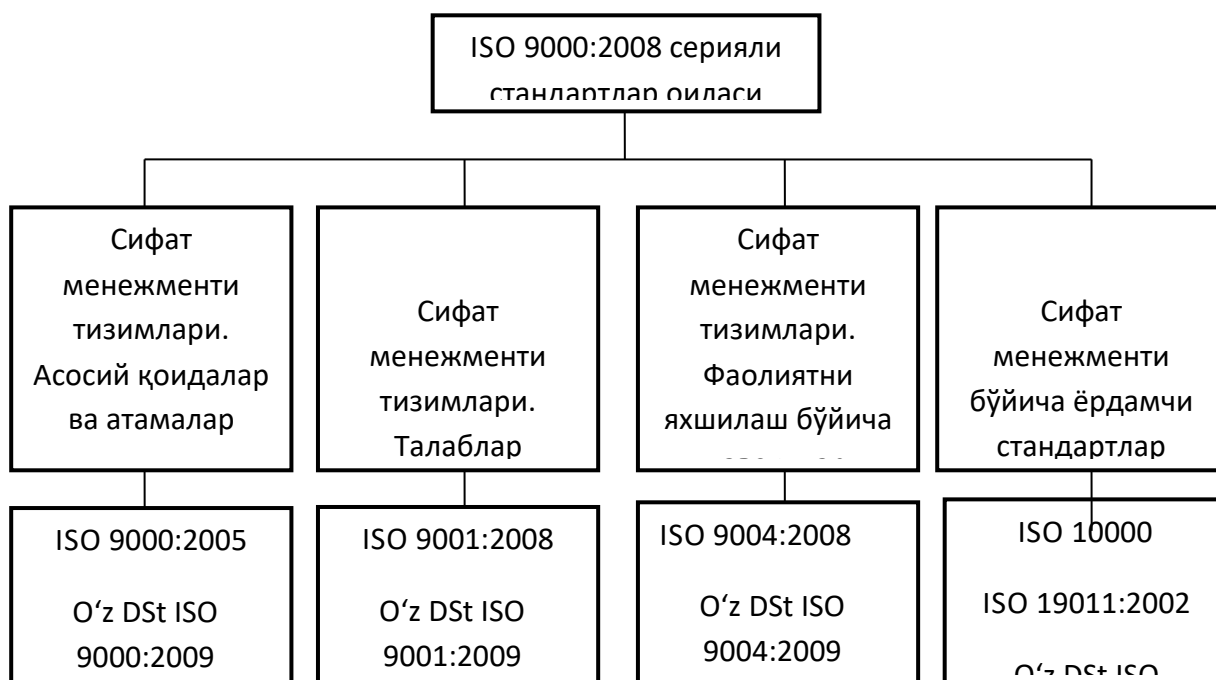 ISO 9000:2008 серияли
стандартлар оиласи
Сифат
менежменти
тизимлари.
Асосий қоидалар
ва атамалар
Сифат
менежменти
тизимлари.
Талаблар
Сифат
менежменти
тизимлари.
Фаолиятни
яхшилаш бўйича
Сифат
менежменти
бўйича ёрдамчи
стандартлар
ISO 9000:2005
O‘z DSt ISO
9000:2009
ISO 9001:2008
O‘z DSt ISO
9001:2009
ISO 9004:2008
O‘z DSt ISO
9004:2009
ISO 10000
ISO 19011:2002
O‘z DSt ISO